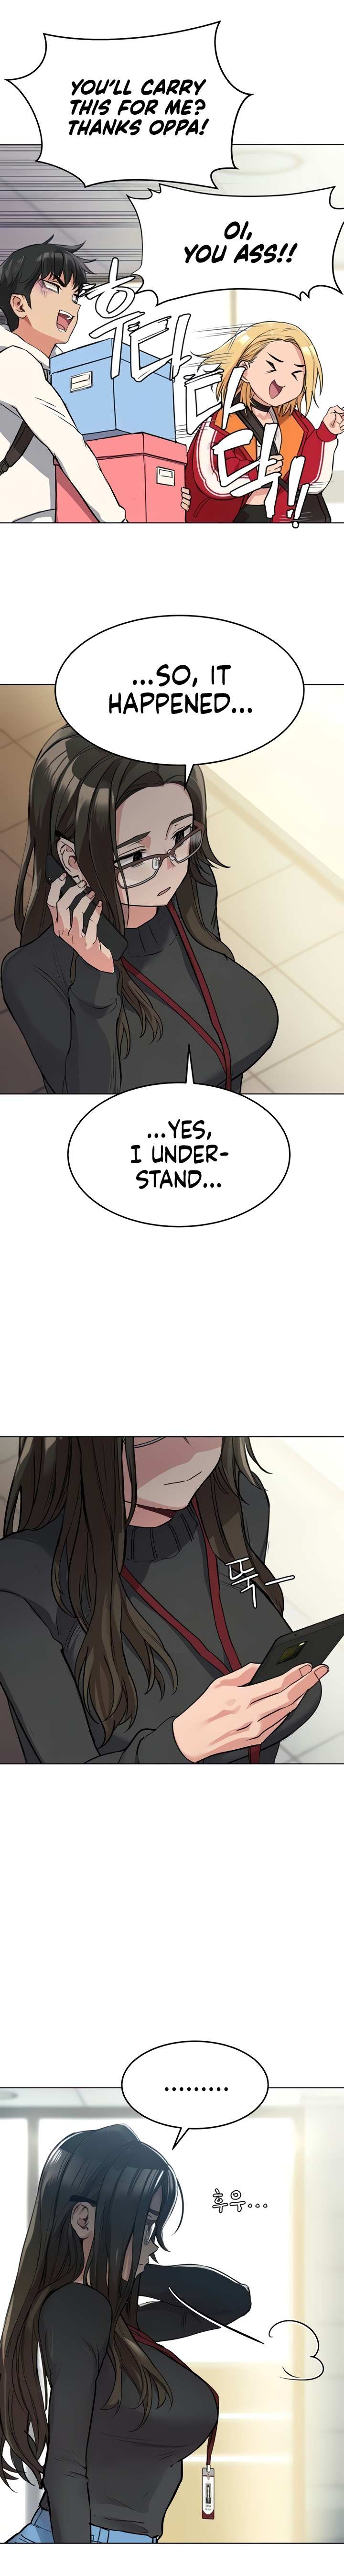 YOU'LL CARRY
THIS FOR ME?
THANKS OPPA!
OI,
YOU ASS!!
후다
다
닥!!
...SO, IT
HAPPENED...
...YES,
I UNDER-
STAND...
뚝
.........
후우...